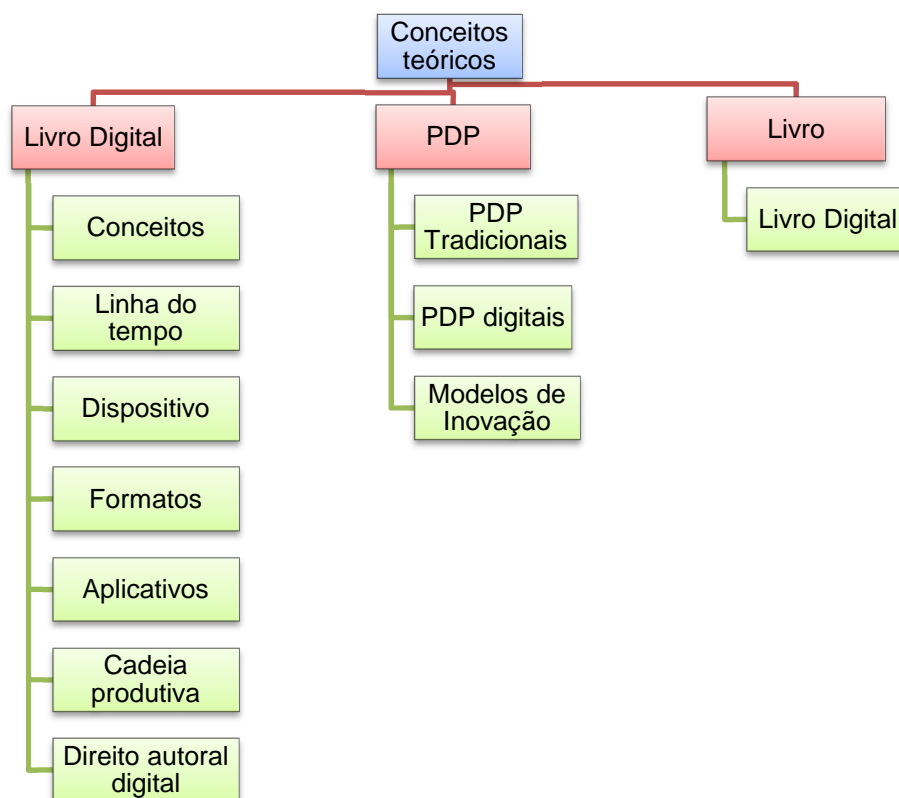 Conceitos
teóricos
Livro Digital
PDP
Livro
Conceitos
Linha do
tempo
Dispositivo
Formatos
Aplicativos
Cadeia
produtiva
Direito autoral
digital
PDP
Tradicionais
PDP digitais
Modelos de
Inovação
Livro Digital